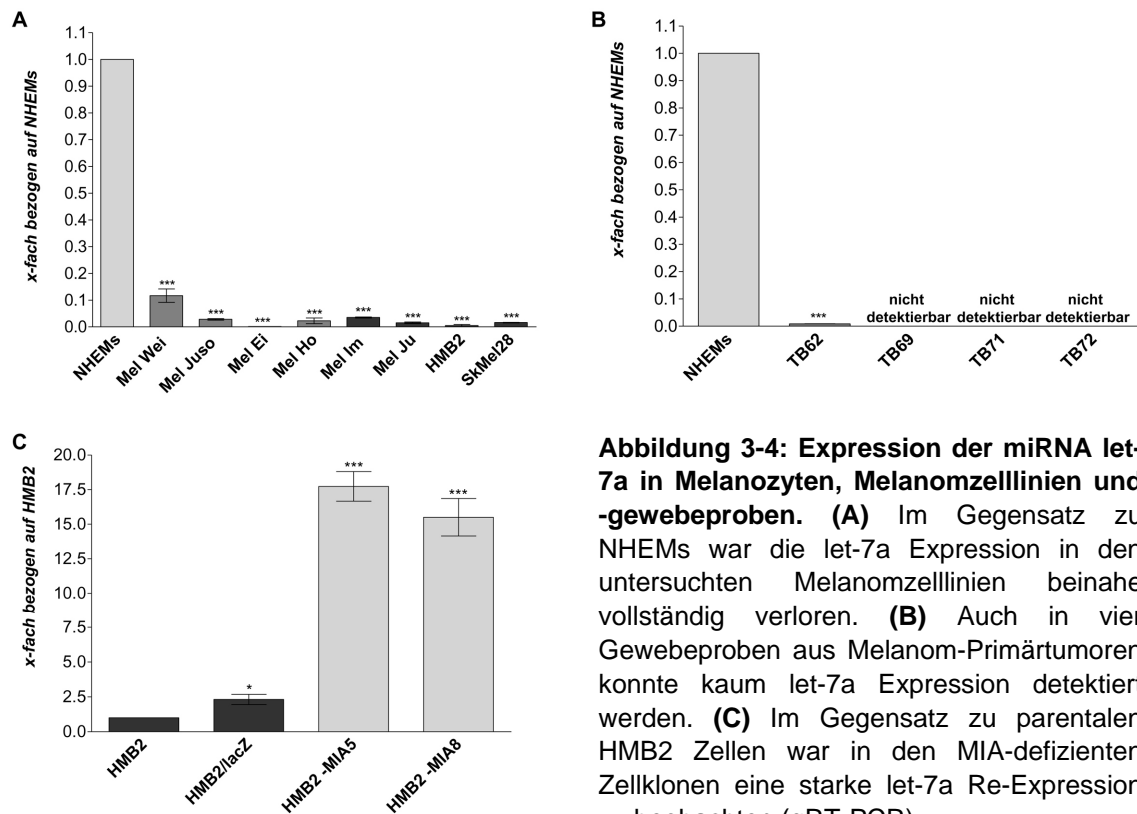 A
x-fach bezogen auf NHEMs
1.1
1.0
0.9
0.8
0.7
0.6
0.5
0.4
0.3
0.2
0.1
0.0
***
***
***
***
***
***
***
***
NHEMs
Mel Wei
Mel Juso
Mel Ei
Mel Ho
Mel Im
Mel Ju
HMB2
SkMel28
B
x-fach bezogen auf NHEMs
1.1
1.0
0.9
0.8
0.7
0.6
0.5
0.4
0.3
0.2
0.1
0.0
***
nicht
detektierbar
nicht
detektierbar
nicht
detektierbar
NHEMs
TB62
TB69
TB71
TB72
C
x-fach bezogen auf HMB2
20.0
17.5
15.0
12.5
10.0
7.5
5.0
2.5
0.0
*
***
***
HMB2
HMB2/lacZ
HMB2 -MIA5
HMB2 -MIA8
Abbildung 3-4: Expression der miRNA let-
7a in Melanozyten, Melanomzelllinien und
-gewebeproben. (A) Im Gegensatz zu
NHEMs war die let-7a Expression in den
untersuchten Melanomzelllinien beinahe
vollständig verloren. (B) Auch in vier
Gewebeproben aus Melanom-Primärtumoren
konnte kaum let-7a Expression detektiert
werden. (C) Im Gegensatz zu parentalen
HMB2 Zellen war in den MIA-defizienten
Zellklonen eine starke let-7a Re-Expression